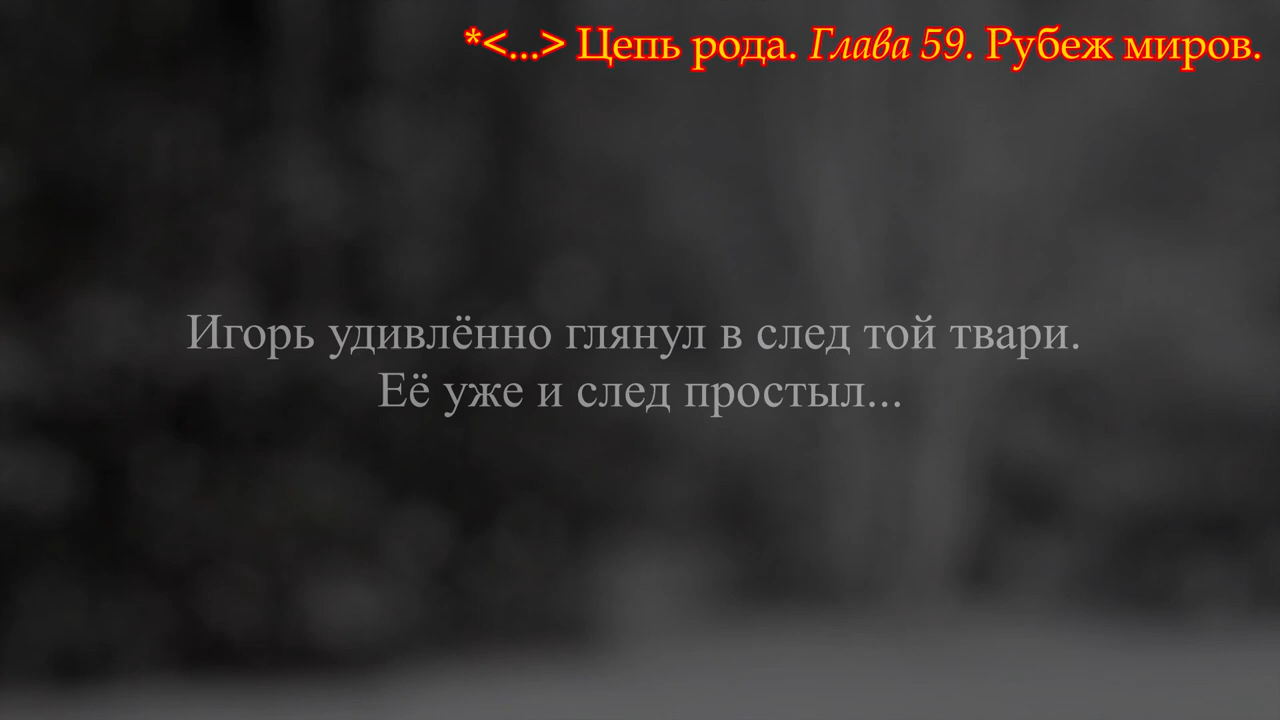 *<...> Цепь рода. Глава 59. Рубеж миров.
Игорь удивлённо глянул в след той твари.
Её уже и след простыл...